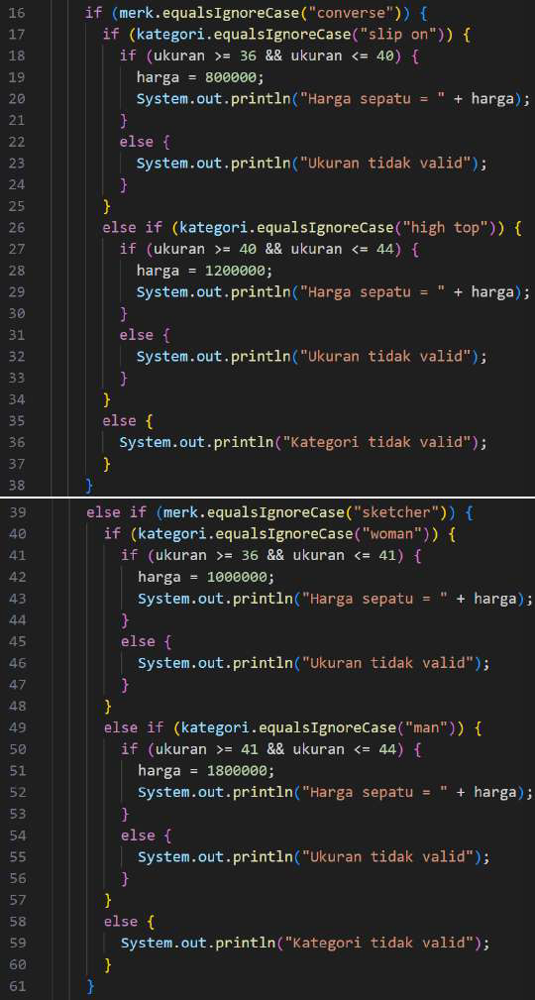 16 if (merk.equalsIgnoreCase("converse")) {
17 if (kategori.equalsIgnoreCase("slip on")) {
18 if (ukuran >= 36 && ukuran <= 40) {
19 harga = 800000;
20 System.out.println("Harga sepatu = " + harga);
21 }
22 else {
23 System.out.println("Ukuran tidak valid");
24 }
25 }
26 else if (kategori.equalsIgnoreCase("high top")) {
27 if (ukuran >= 40 && ukuran <= 44) {
28 harga = 1200000;
29 System.out.println("Harga sepatu = " + harga);
30 }
31 else {
32 System.out.println("Ukuran tidak valid");
33 }
34 }
35 else {
36 System.out.println("Kategori tidak valid");
37 }
38 }
39 else if (merk.equalsIgnoreCase("sketcher")) {
40 if (kategori.equalsIgnoreCase("woman")) {
41 if (ukuran >= 36 && ukuran <= 41) {
42 harga = 1000000;
43 System.out.println("Harga sepatu = " + harga);
44 }
45 else {
46 System.out.println("Ukuran tidak valid");
47 }
48 }
49 else if (kategori.equalsIgnoreCase("man")) {
50 if (ukuran >= 41 && ukuran <= 44) {
51 harga = 1800000;
52 System.out.println("Harga sepatu = " + harga);
53 }
54 else {
55 System.out.println("Ukuran tidak valid");
56 }
57 }
58 else {
59 System.out.println("Kategori tidak valid");
60 }
61 }